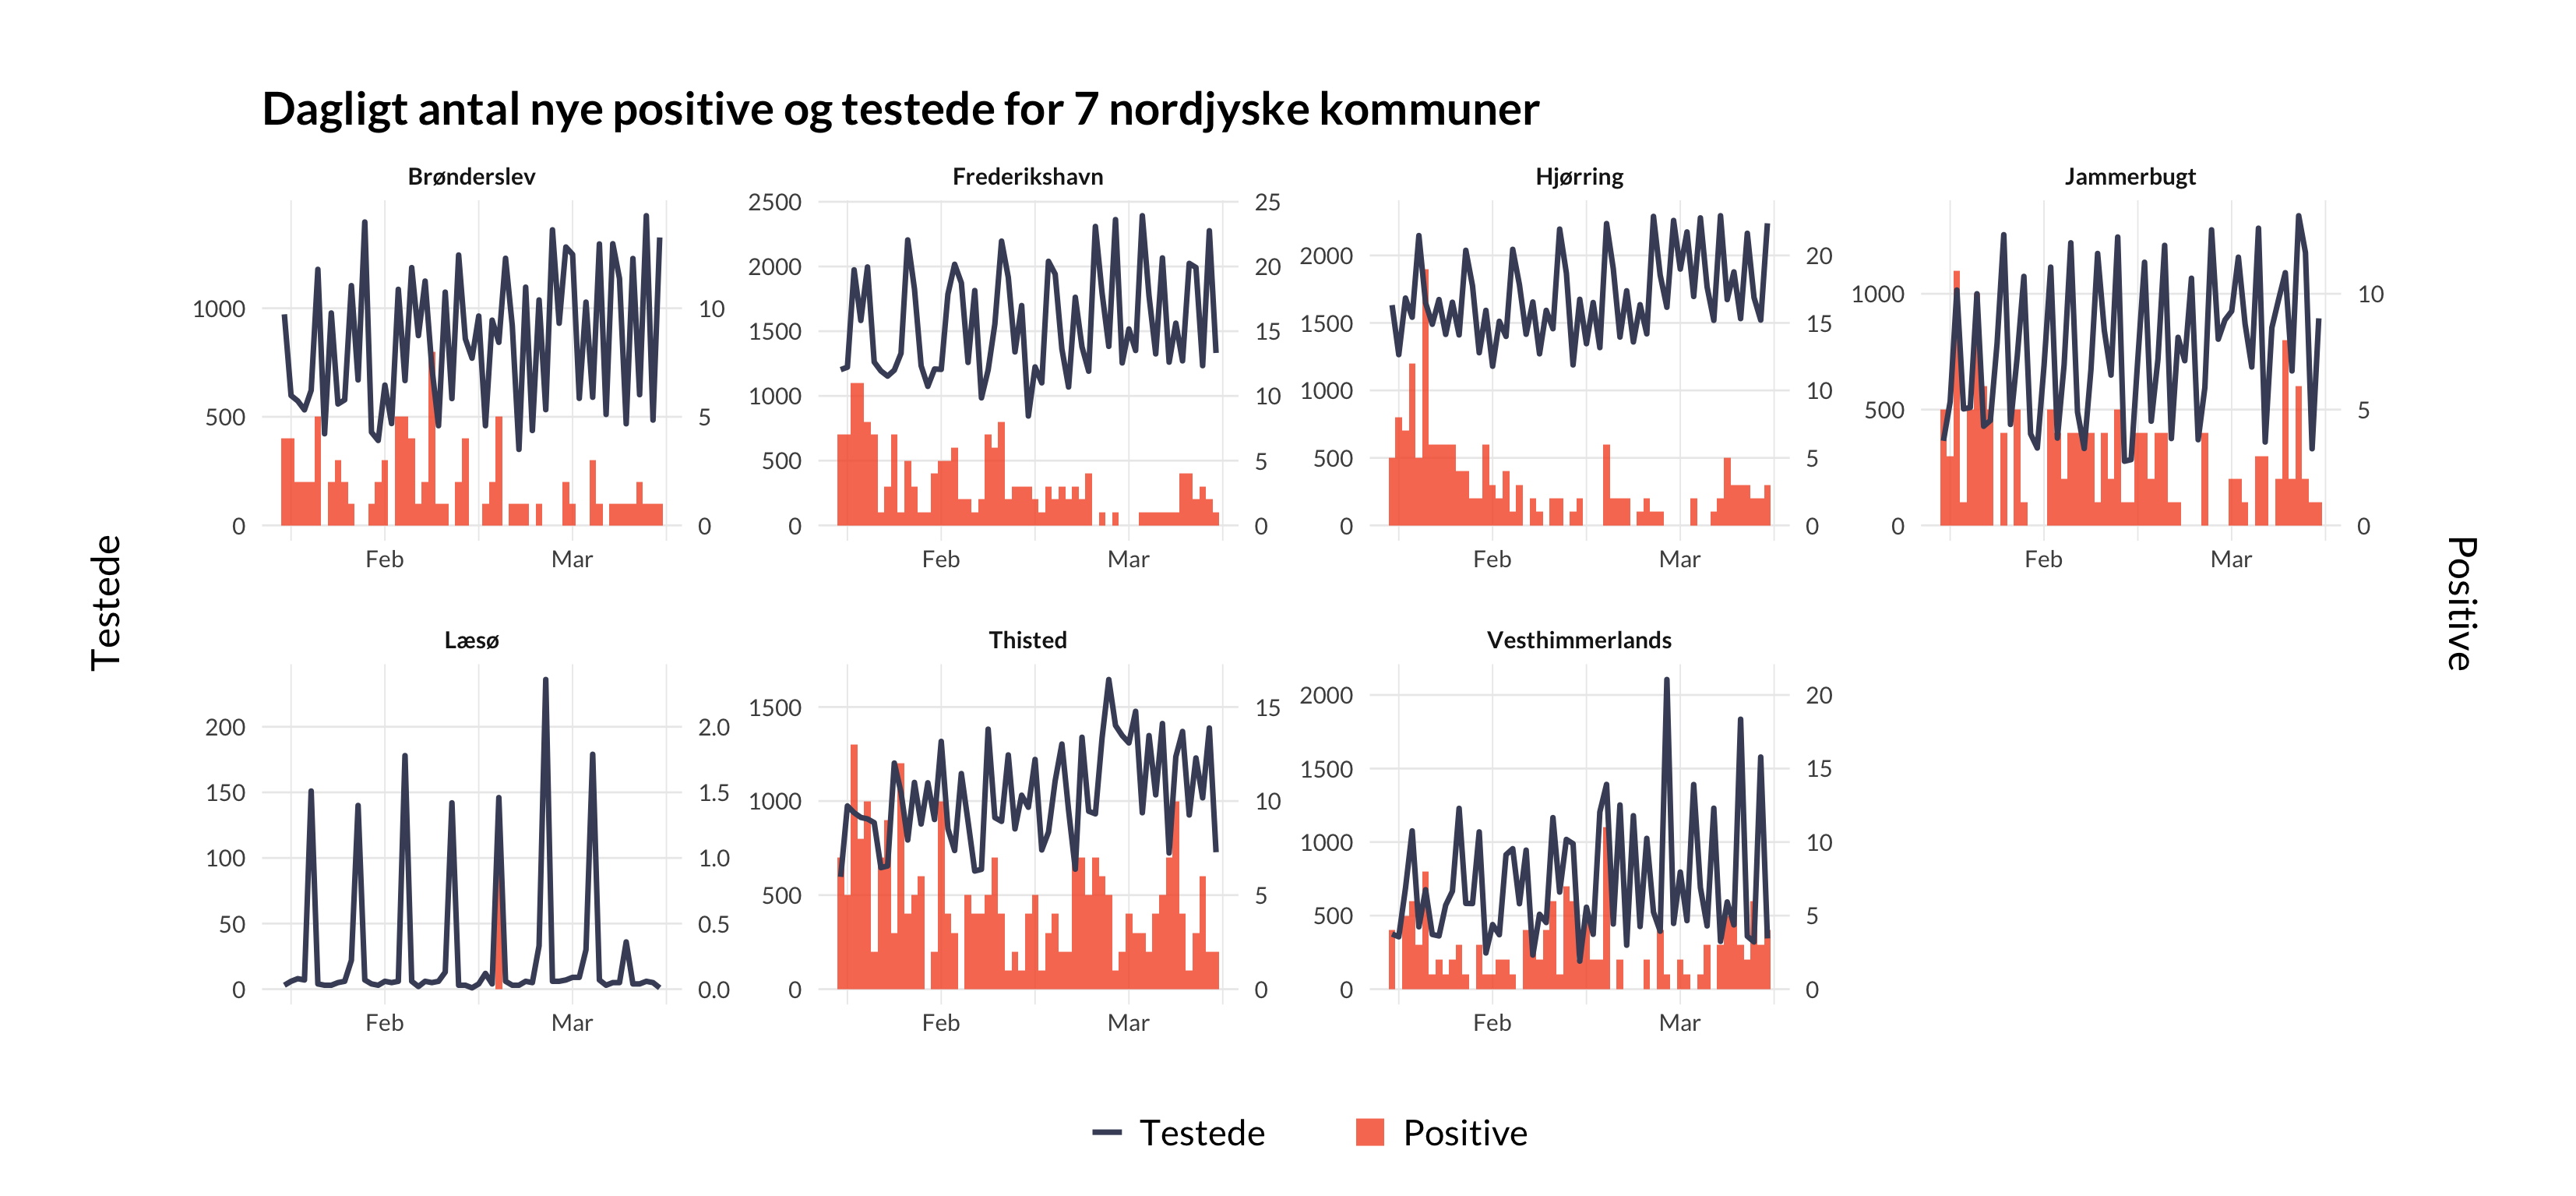 Dagligt antal nye positive og testede for 7 nordjyske kommuner
Brønderslev
Frederikshavn
Hjørring
Jammerbugt
1000
500
0
10
5
0
Feb
Mar
2500
2000
1500
1000
500
0
25
20
15
10
5
0
Feb
Mar
2000
1500
1000
500
0
20
15
10
5
0
Feb
Mar
1000
500
0
10
5
0
Feb
Mar
Testede
Positive
Læsø
Thisted
Vesthimmerlands
200
150
100
50
0
2.0
1.5
1.0
0.5
0.0
Feb
Mar
1500
1000
500
0
15
10
5
0
Feb
Mar
2000
1500
1000
500
0
20
15
10
5
0
Feb
Mar
Testede
Positive